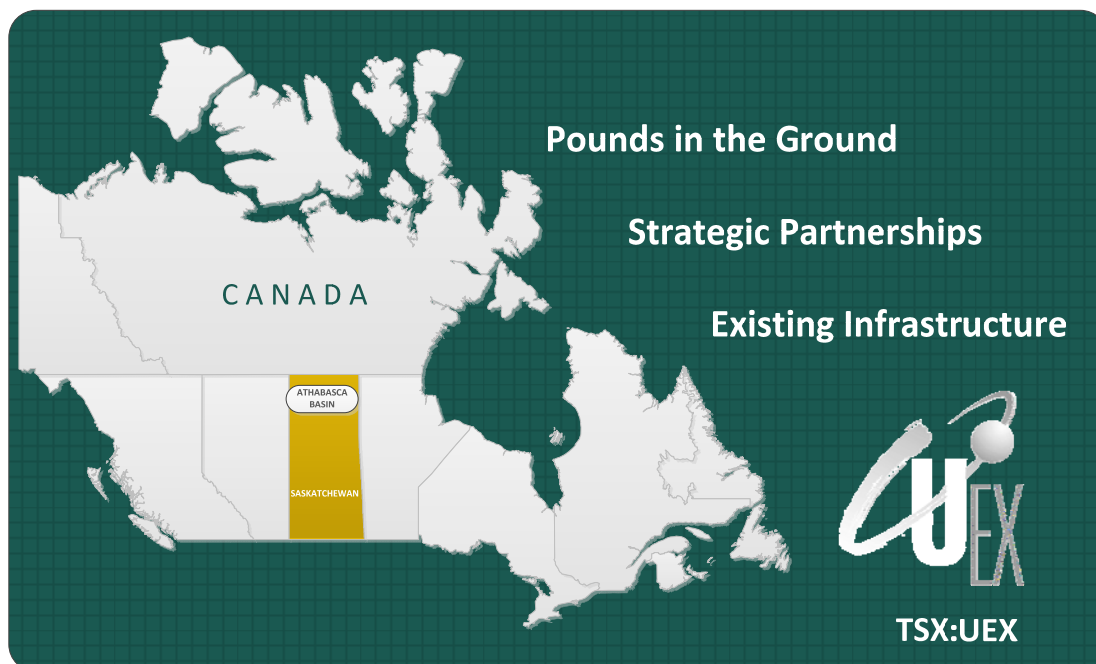 Pounds in the Ground
Strategic Partnerships
CANADA
Existing Infrastructure
ATHABASCA
BASIN
SASKATCHEWAN
UEX
TSX:UEX